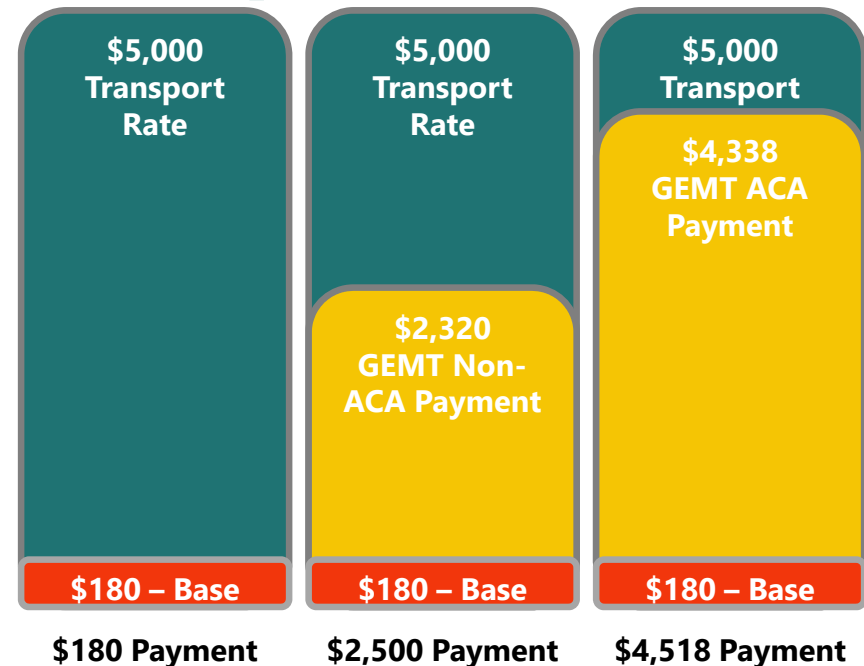 $5,000
Transport
Rate
$180 – Base
$180 Payment
$5,000
Transport
Rate
$2,320
GEMT Non-
ACA Payment
$180 – Base
$2,500 Payment
$5,000
Transport
$4,338
GEMT ACA
Payment
$180 – Base
$4,518 Payment